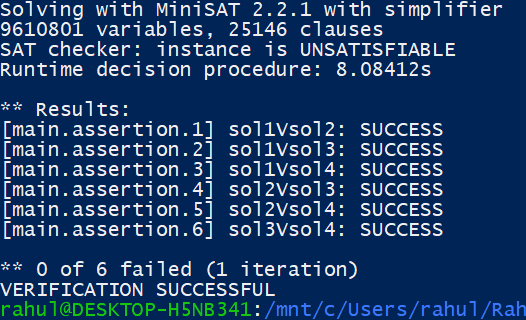 Solving with MiniSAT 2.2.1 with simplifier
9610801 variables, 25146 clauses
SAT checker: instance is UNSATISFIABLE
Runtime decision procedure: 8.08412s
** Results:
[main.assertion.1] sol1Vsol2: SUCCESS
[main.assertion.2] sol1Vsol3: SUCCESS
[main.assertion.3] sol1Vsol4: SUCCESS
[main.assertion.4] sol2Vsol3: SUCCESS
[main.assertion.5] sol2Vsol4: SUCCESS
[main.assertion.6] sol3Vsol4: SUCCESS
** 0 of 6 failed (1 iteration)
VERIFICATION SUCCESSFUL
rahul@DESKTOP-H5NB341:/mnt/c/Users/rahul/Rah